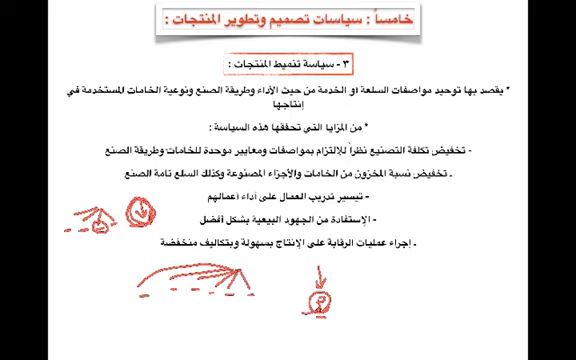 خامساً : سياسات تصميم وتطوير المنتجات :
٣ - سياسة تنميط المنتجات :
* يقصد بها توحيد مواصفات السلعة او الخدمة من حيث الأداء وطريقة الصنع ونوعية الخامات المستخدمة في
إنتاجها
* من المزايا التي تحققها هذه السياسة :
- تخفيض تكلفة التصنيع نظراً للإلتزام بمواصفات ومعايير موحدة للخامات وطريقة الصنع
- تخفيض نسبة المخزون من الخامات والأجزاء المصنوعة وكذلك السلع تامة الصنع
- تيسير تدريب العمال على أداء أعمالهم
- الإستفادة من الجهود البيعية بشكل أفضل
- إجراء عمليات الرقابة على الإنتاج بسهولة وبتكاليف منخفضة